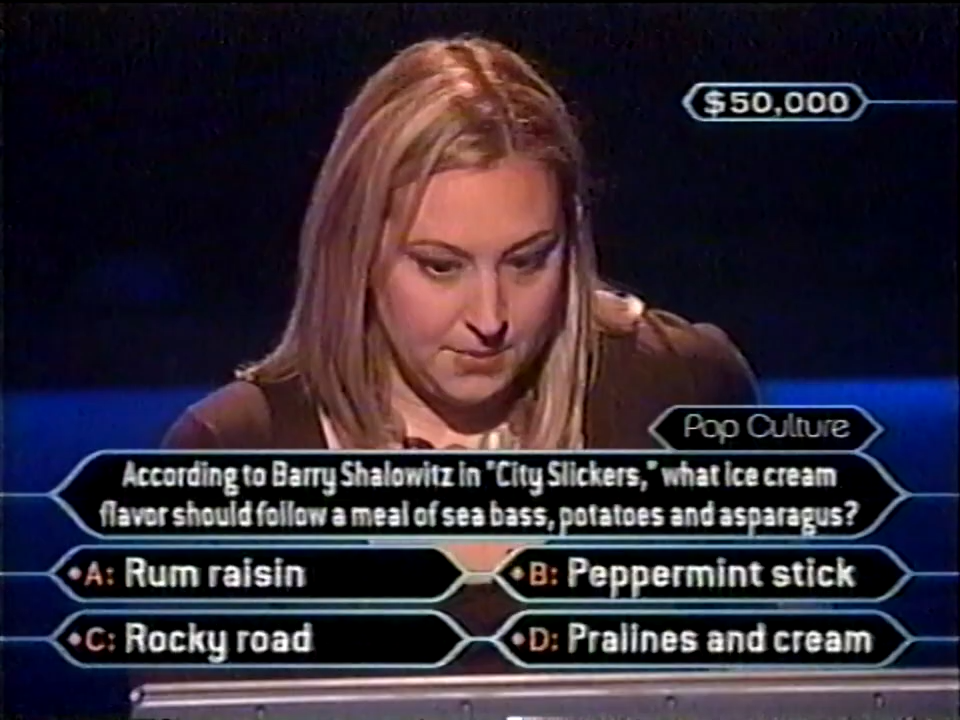 $50,000
Pop Culture
According to Barry Shalowitz in "City Slickers," what ice cream
flavor should follow a meal of sea bass, potatoes and asparagus?
A: Rum raisin
B: Peppermint stick
C: Rocky road
D: Pralines and cream